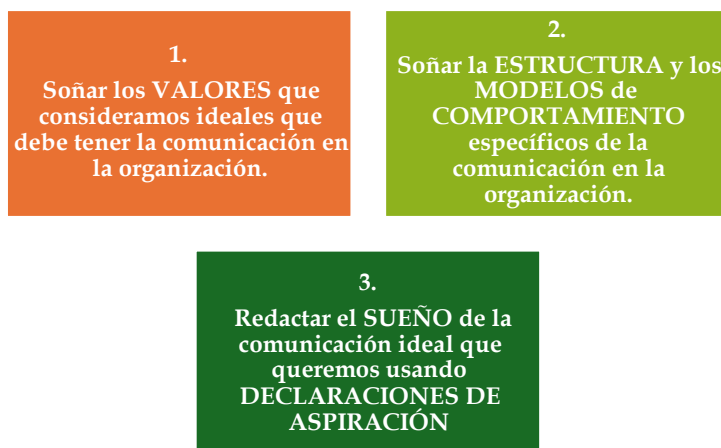 1.
Soñar los VALORES que
consideramos ideales que
debe tener la comunicación en
la organización.
2.
Soñar la ESTRUCTURA y los
MODELOS de
COMPORTAMIENTO
específicos de la
comunicación en la
organización.
3.
Redactar el SUEÑO de la
comunicación ideal que
queremos usando
DECLARACIONES DE
ASPIRACIÓN